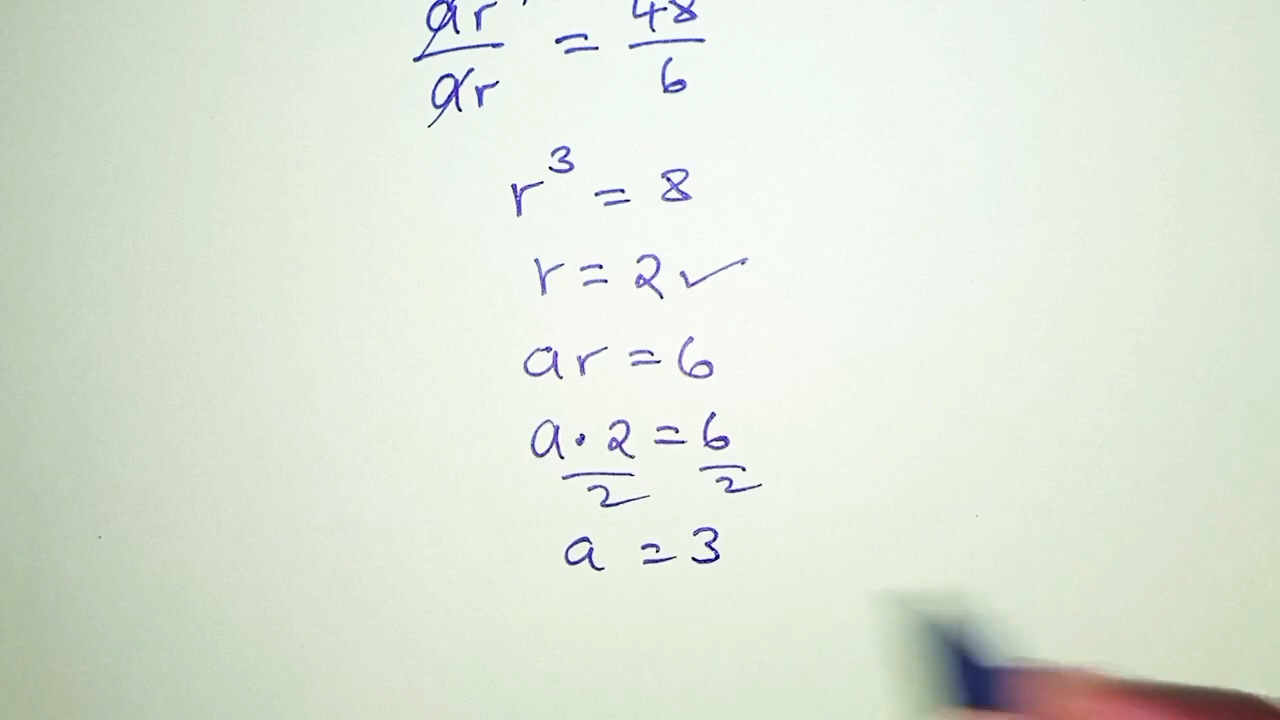 ar / ar = 48 / 6
r³ = 8
r = 2 ✓
ar = 6
a · 2 / 2 = 6 / 2
a = 3